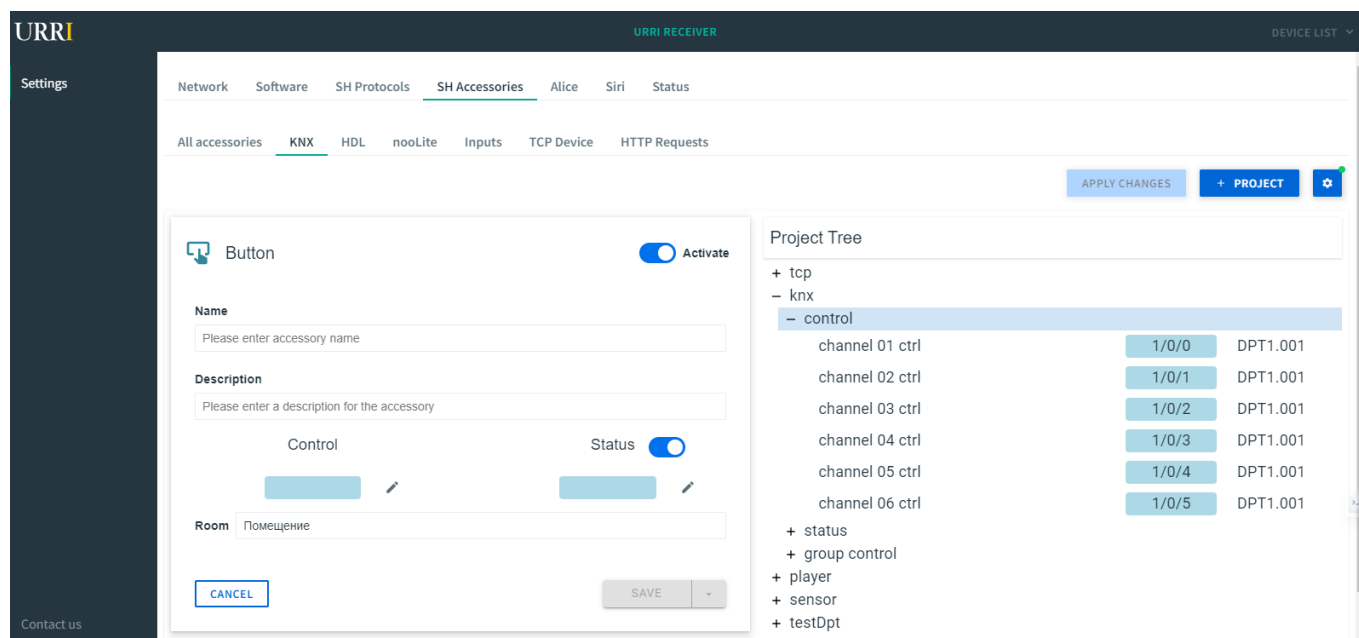 URRI
URRI RECEIVER
DEVICE LIST
Settings
Network Software SH Protocols SH Accessories Alice Siri Status
All accessories KNX HDL nooLite Inputs TCP Device HTTP Requests
APPLY CHANGES + PROJECT
Button
Activate
Name
Please enter accessory name
Description
Please enter a description for the accessory
Control Status
Room Помещение
CANCEL SAVE
Project Tree
+ tcp
– knx
– control
channel 01 ctrl 1/0/0 DPT1.001
channel 02 ctrl 1/0/1 DPT1.001
channel 03 ctrl 1/0/2 DPT1.001
channel 04 ctrl 1/0/3 DPT1.001
channel 05 ctrl 1/0/4 DPT1.001
channel 06 ctrl 1/0/5 DPT1.001
+ status
+ group control
+ player
+ sensor
+ testDpt
Contact us